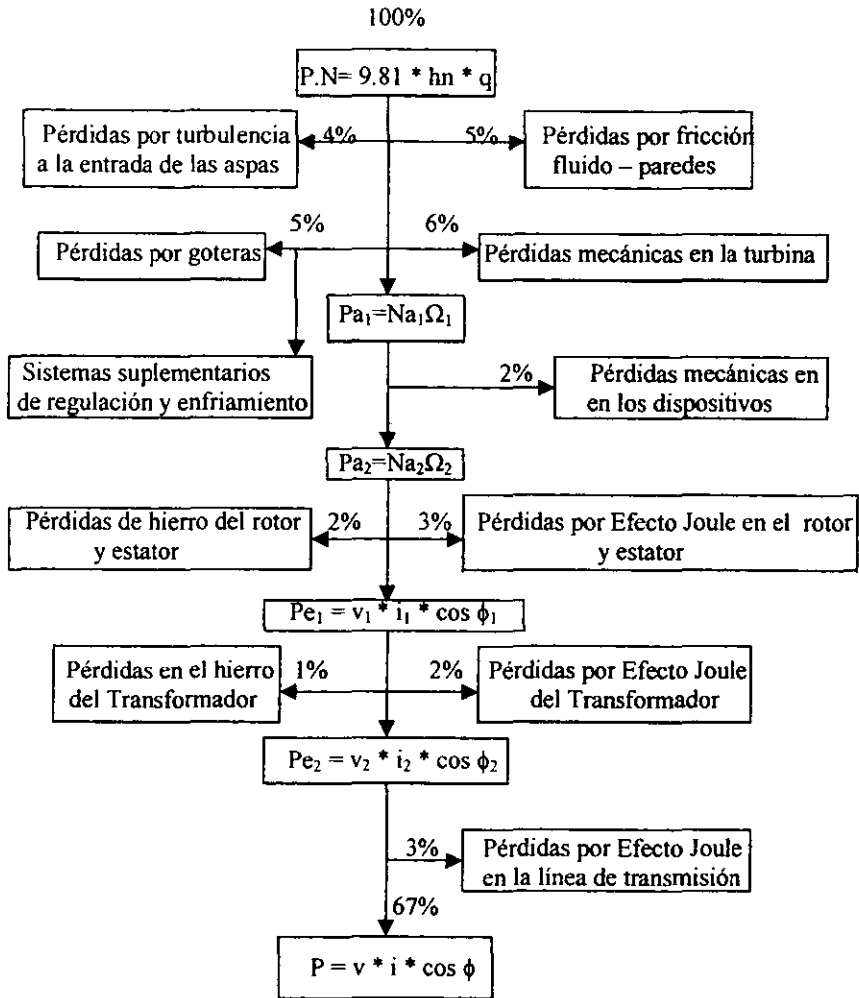 100%
P.N= 9.81 * hn * q
Pérdidas por turbulencia
a la entrada de las aspas
4%
5%
Pérdidas por fricción
fluido – paredes
5%
6%
Pérdidas por goteras
Pérdidas mecánicas en la turbina
Pa₁=Na₁Ω₁
Sistemas suplementarios
de regulación y enfriamiento
2%
Pérdidas mecánicas en
en los dispositivos
Pa₂=Na₂Ω₂
Pérdidas de hierro del rotor
y estator
2%
3%
Pérdidas por Efecto Joule en el rotor
y estator
Pe₁ = v₁ * i₁ * cos ϕ₁
Pérdidas en el hierro
del Transformador
1%
2%
Pérdidas por Efecto Joule
del Transformador
Pe₂ = v₂ * i₂ * cos ϕ₂
3%
Pérdidas por Efecto Joule
en la línea de transmisión
67%
P = v * i * cos ϕ